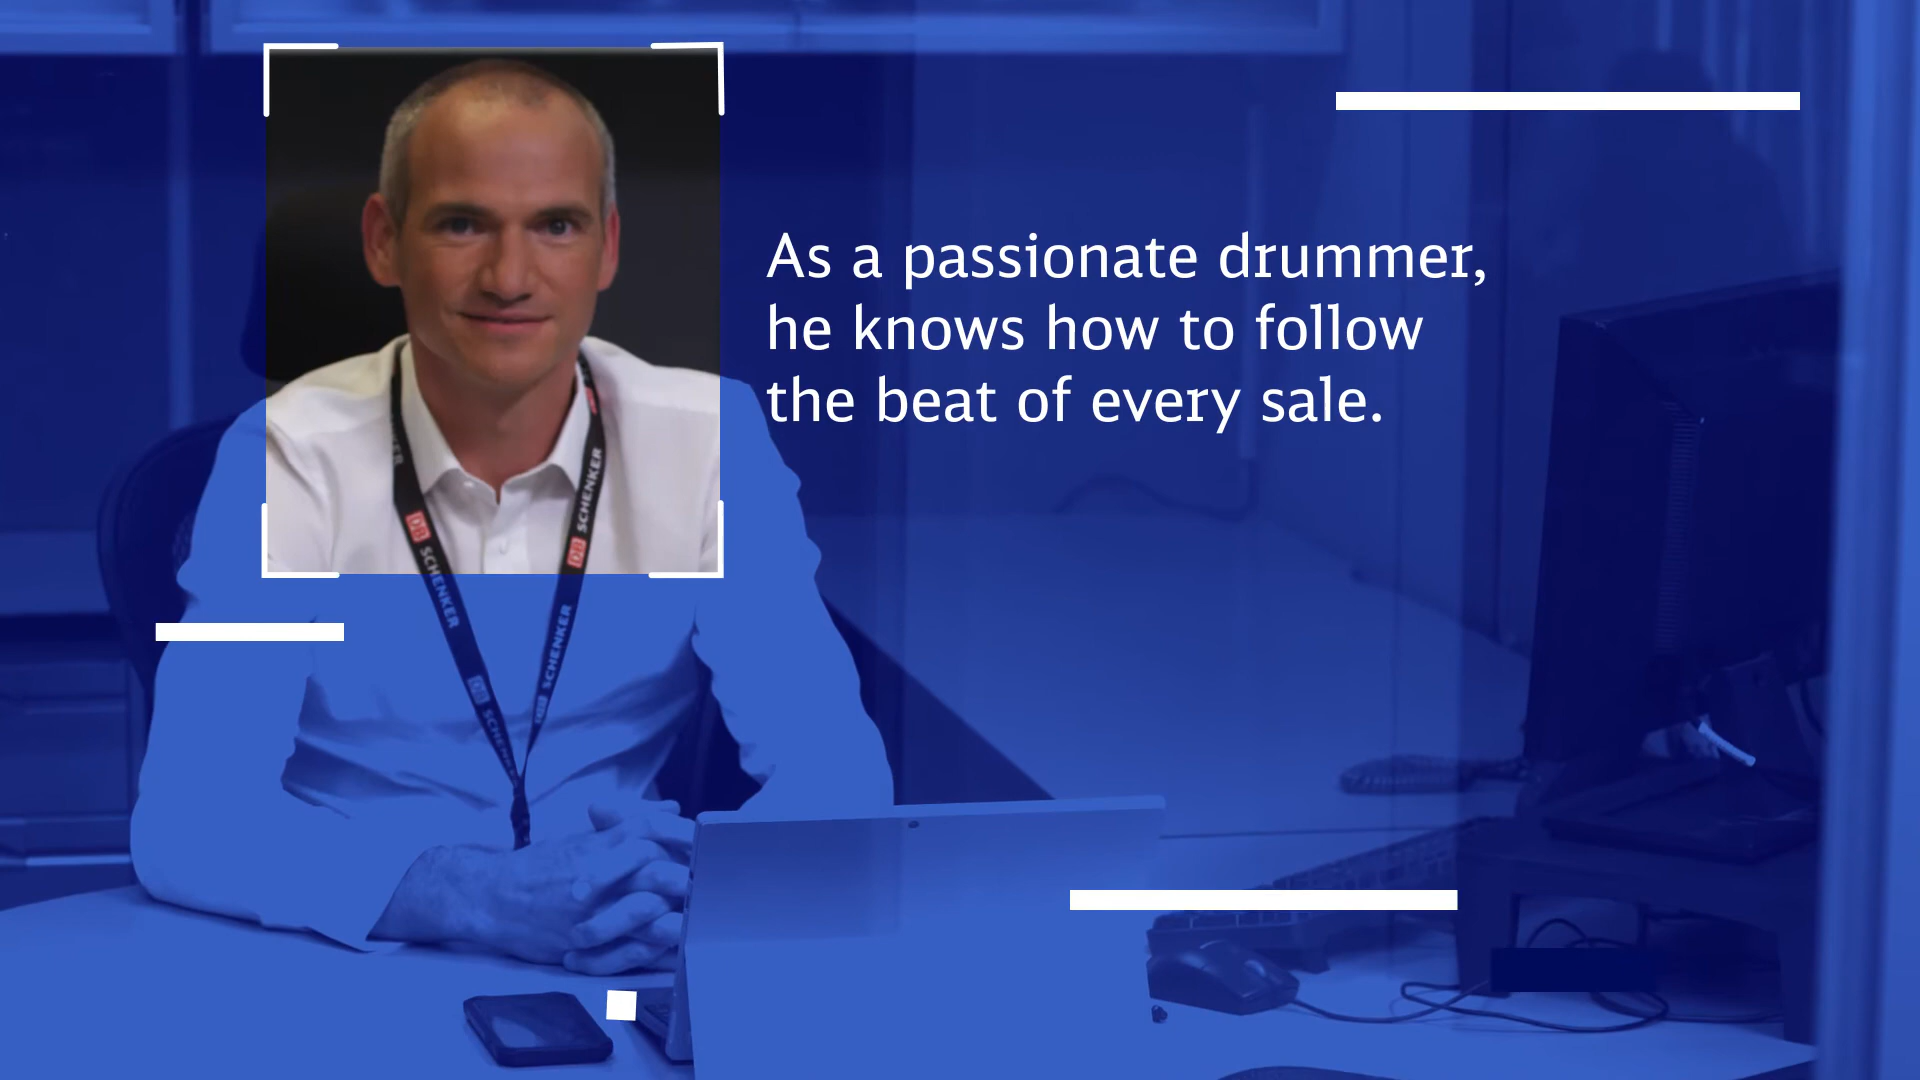 As a passionate drummer,
he knows how to follow
the beat of every sale.
KER
DB SCHENKER
DB SCHENKER
DB SCHENKER
SCHENKER